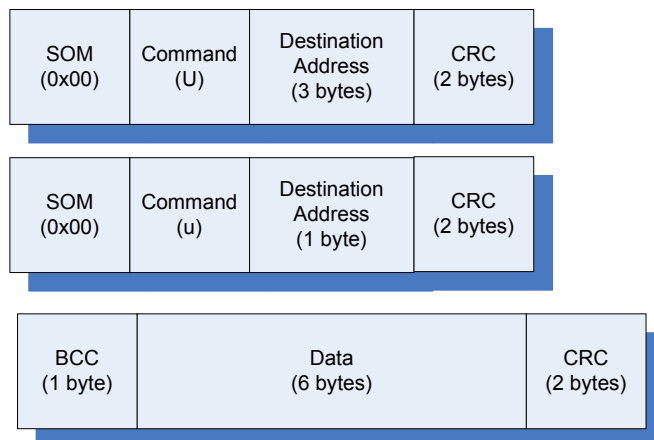 SOM
(0x00)
Command
(U)
Destination
Address
(3 bytes)
CRC
(2 bytes)
SOM
(0x00)
Command
(u)
Destination
Address
(1 byte)
CRC
(2 bytes)
BCC
(1 byte)
Data
(6 bytes)
CRC
(2 bytes)